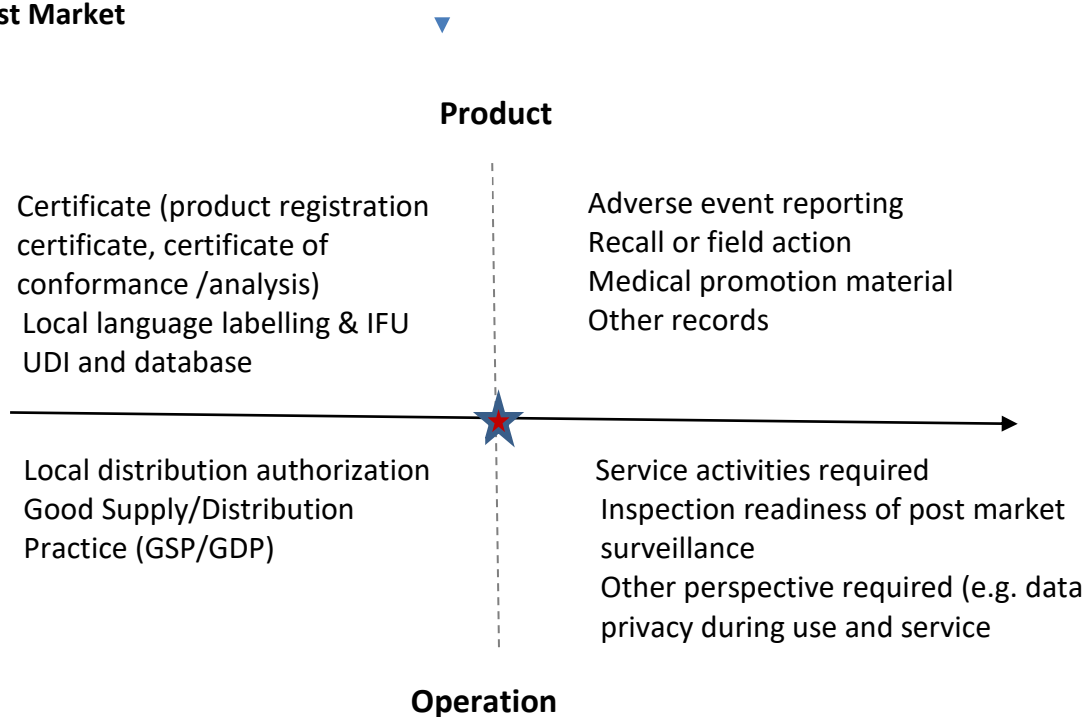 st Market
Product
Certificate (product registration
certificate, certificate of
conformance /analysis)
Local language labelling & IFU
UDI and database
Adverse event reporting
Recall or field action
Medical promotion material
Other records
Local distribution authorization
Good Supply/Distribution
Practice (GSP/GDP)
Service activities required
Inspection readiness of post market
surveillance
Other perspective required (e.g. data
privacy during use and service
Operation